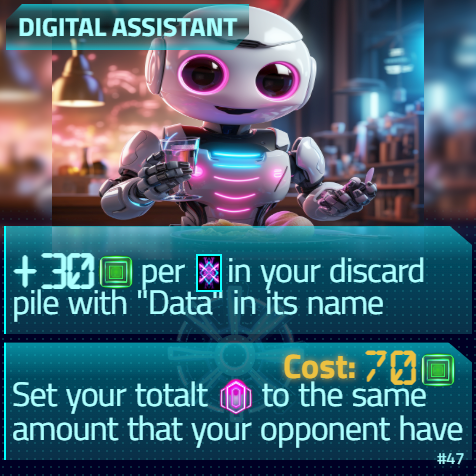 DIGITAL ASSISTANT
+30 per in your discard
pile with "Data" in its name
Cost: 70
Set your totalt to the same
amount that your opponent have
#47